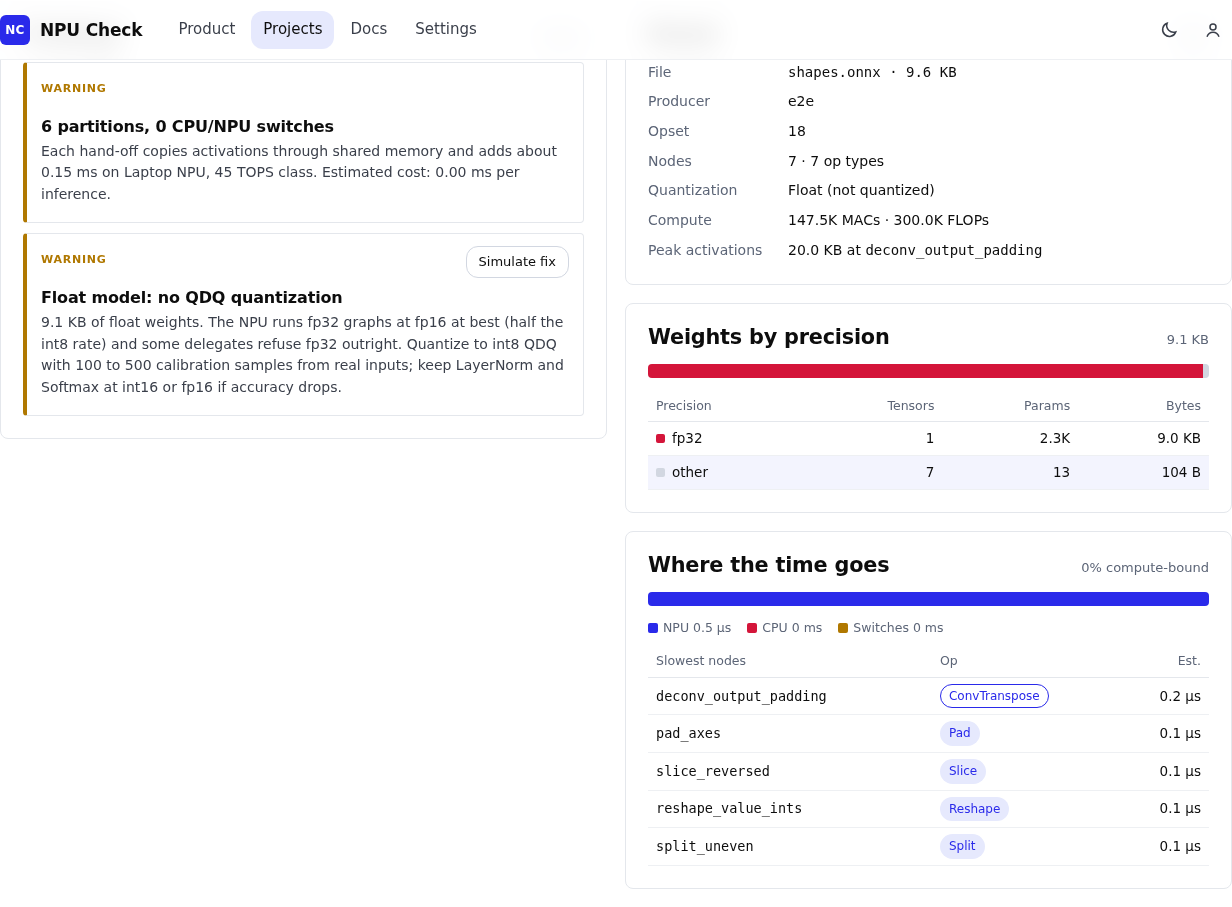 NC NPU Check Product Projects Docs Settings
WARNING
6 partitions, 0 CPU/NPU switches
Each hand-off copies activations through shared memory and adds about
0.15 ms on Laptop NPU, 45 TOPS class. Estimated cost: 0.00 ms per
inference.
WARNING
Simulate fix
Float model: no QDQ quantization
9.1 KB of float weights. The NPU runs fp32 graphs at fp16 at best (half the
int8 rate) and some delegates refuse fp32 outright. Quantize to int8 QDQ
with 100 to 500 calibration samples from real inputs; keep LayerNorm and
Softmax at int16 or fp16 if accuracy drops.
File shapes.onnx · 9.6 KB
Producer e2e
Opset 18
Nodes 7 · 7 op types
Quantization Float (not quantized)
Compute 147.5K MACs · 300.0K FLOPs
Peak activations 20.0 KB at deconv_output_padding
Weights by precision 9.1 KB
Precision Tensors Params Bytes
fp32 1 2.3K 9.0 KB
other 7 13 104 B
Where the time goes 0% compute-bound
NPU 0.5 µs CPU 0 ms Switches 0 ms
Slowest nodes Op Est.
deconv_output_padding ConvTranspose 0.2 µs
pad_axes Pad 0.1 µs
slice_reversed Slice 0.1 µs
reshape_value_ints Reshape 0.1 µs
split_uneven Split 0.1 µs